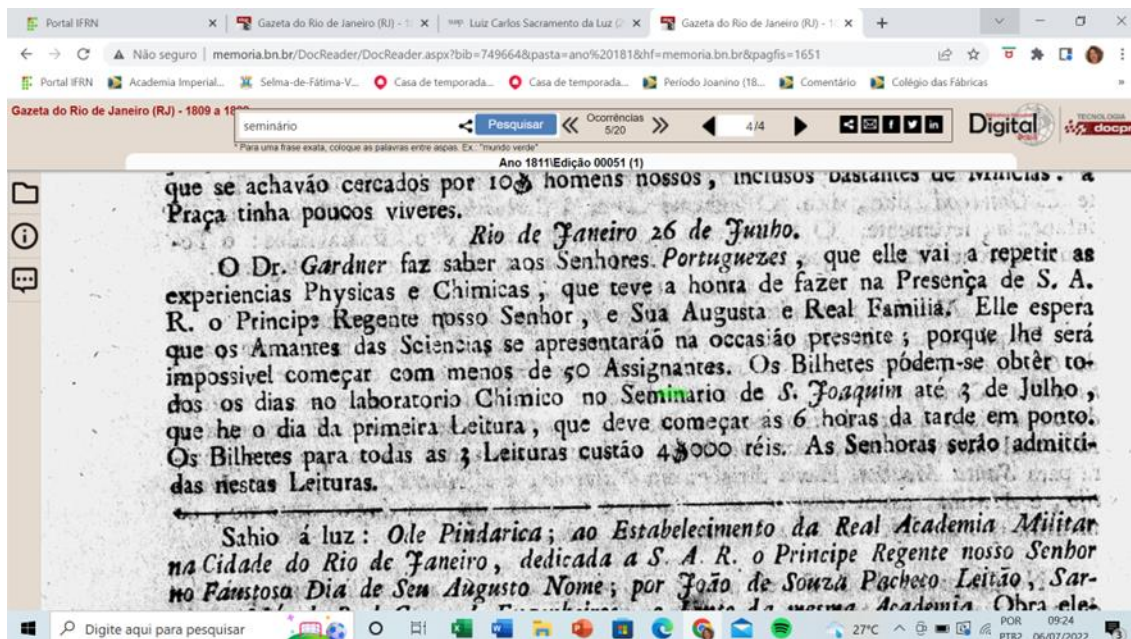 Portal IFRN
Gazeta do Rio de Janeiro (RJ) - 1
Luiz Carlos Sacramento da Luz (
Gazeta do Rio de Janeiro (RJ) - 1
Não seguro | memoria.bn.br/DocReader/DocReader.aspx?bib=749664&pasta=ano%20181&hf=memoria.bn.br&pagfis=1651
Portal IFRN
Academia Imperial...
Selma-de-Fátima-V...
Casa de temporada...
Casa de temporada...
Período Joanino (18...
Comentário
Colégio das Fábricas
Gazeta do Rio de Janeiro (RJ) - 1809 a
seminário
Pesquisar
Ocorrências
5/20
4/4
Digital
TECNOLOGIA
docpr
* Para uma frase exata, coloque as palavras entre aspas. Ex.: "mundo verde"
Ano 1811\Edição 00051 (1)
que se achavão cercados por 10$ homens nossos, inclusos bastantes de Milicias. a
Praça tinha poucos viveres.
Rio de Janeiro 26 de Junho.
O Dr. Gardner faz saber aos Senhores Portuguezes, que elle vai a repetir as
experiencias Physicas e Chimicas, que teve a honra de fazer na Presença de S. A.
R. o Principe Regente nosso Senhor, e Sua Augusta e Real Familia. Elle espera
que os Amantes das Sciencias se apresentaráõ na occasião presente; porque lhe será
impossivel começar com menos de 50 Assignantes. Os Bilhetes pódem-se obtêr to-
dos os dias no laboratorio Chimico no Seminario de S. Joaquim até 3 de Julho,
que he o dia da primeira Leitura, que deve começar ás 6 horas da tarde em ponto.
Os Bilhetes para todas as 3 Leituras custão 4$000 réis. As Senhoras serão admitti-
das nestas Leituras.
Sahio á luz: Ode Pindarica; ao Estabelecimento da Real Academia Militar
na Cidade do Rio de Janeiro, dedicada a S. A. R. o Principe Regente nosso Senhor
no Faustoso Dia de Seu Augusto Nome; por João de Souza Pacheco Leitão, Sar-
da mesma Academia. Obra ele-
Digite aqui para pesquisar
27°C
POR
PTB2
09:24
06/07/2022